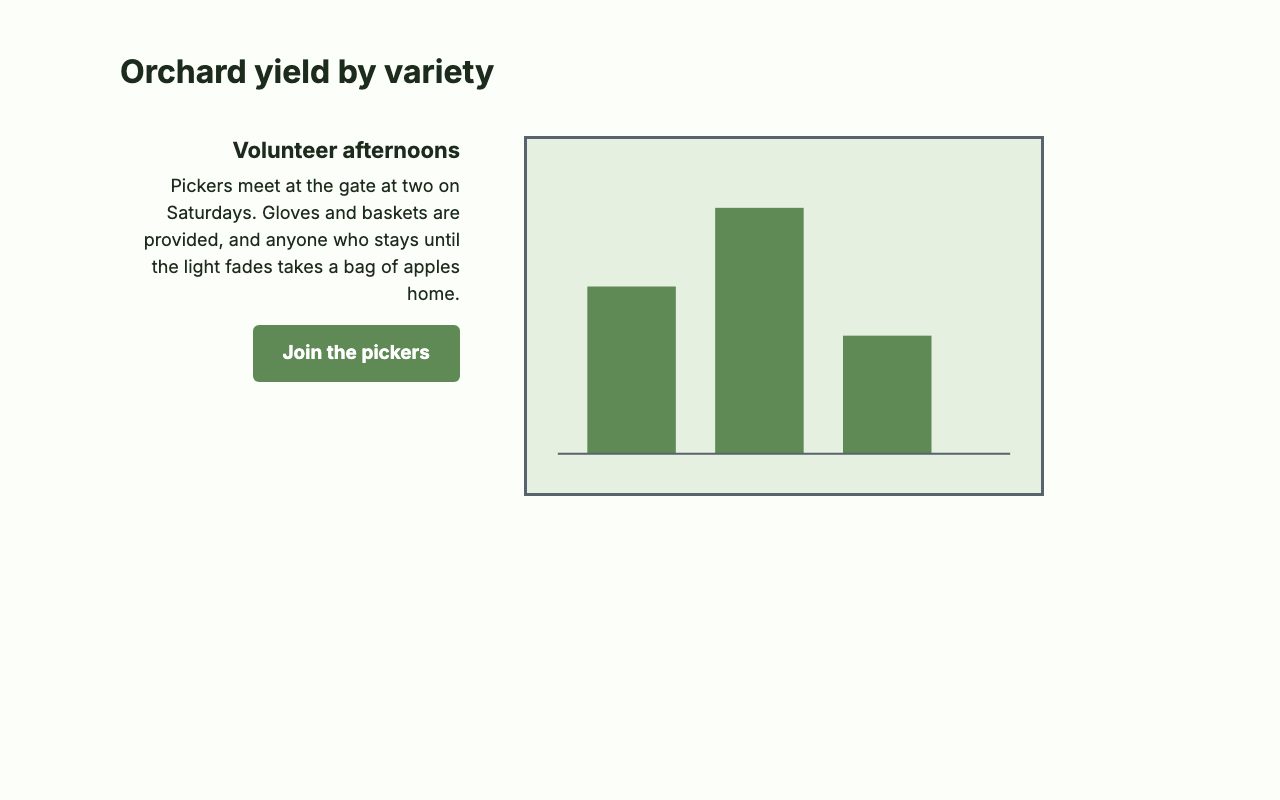 Orchard yield by variety
Volunteer afternoons
Pickers meet at the gate at two on
Saturdays. Gloves and baskets are
provided, and anyone who stays until
the light fades takes a bag of apples
home.
Join the pickers